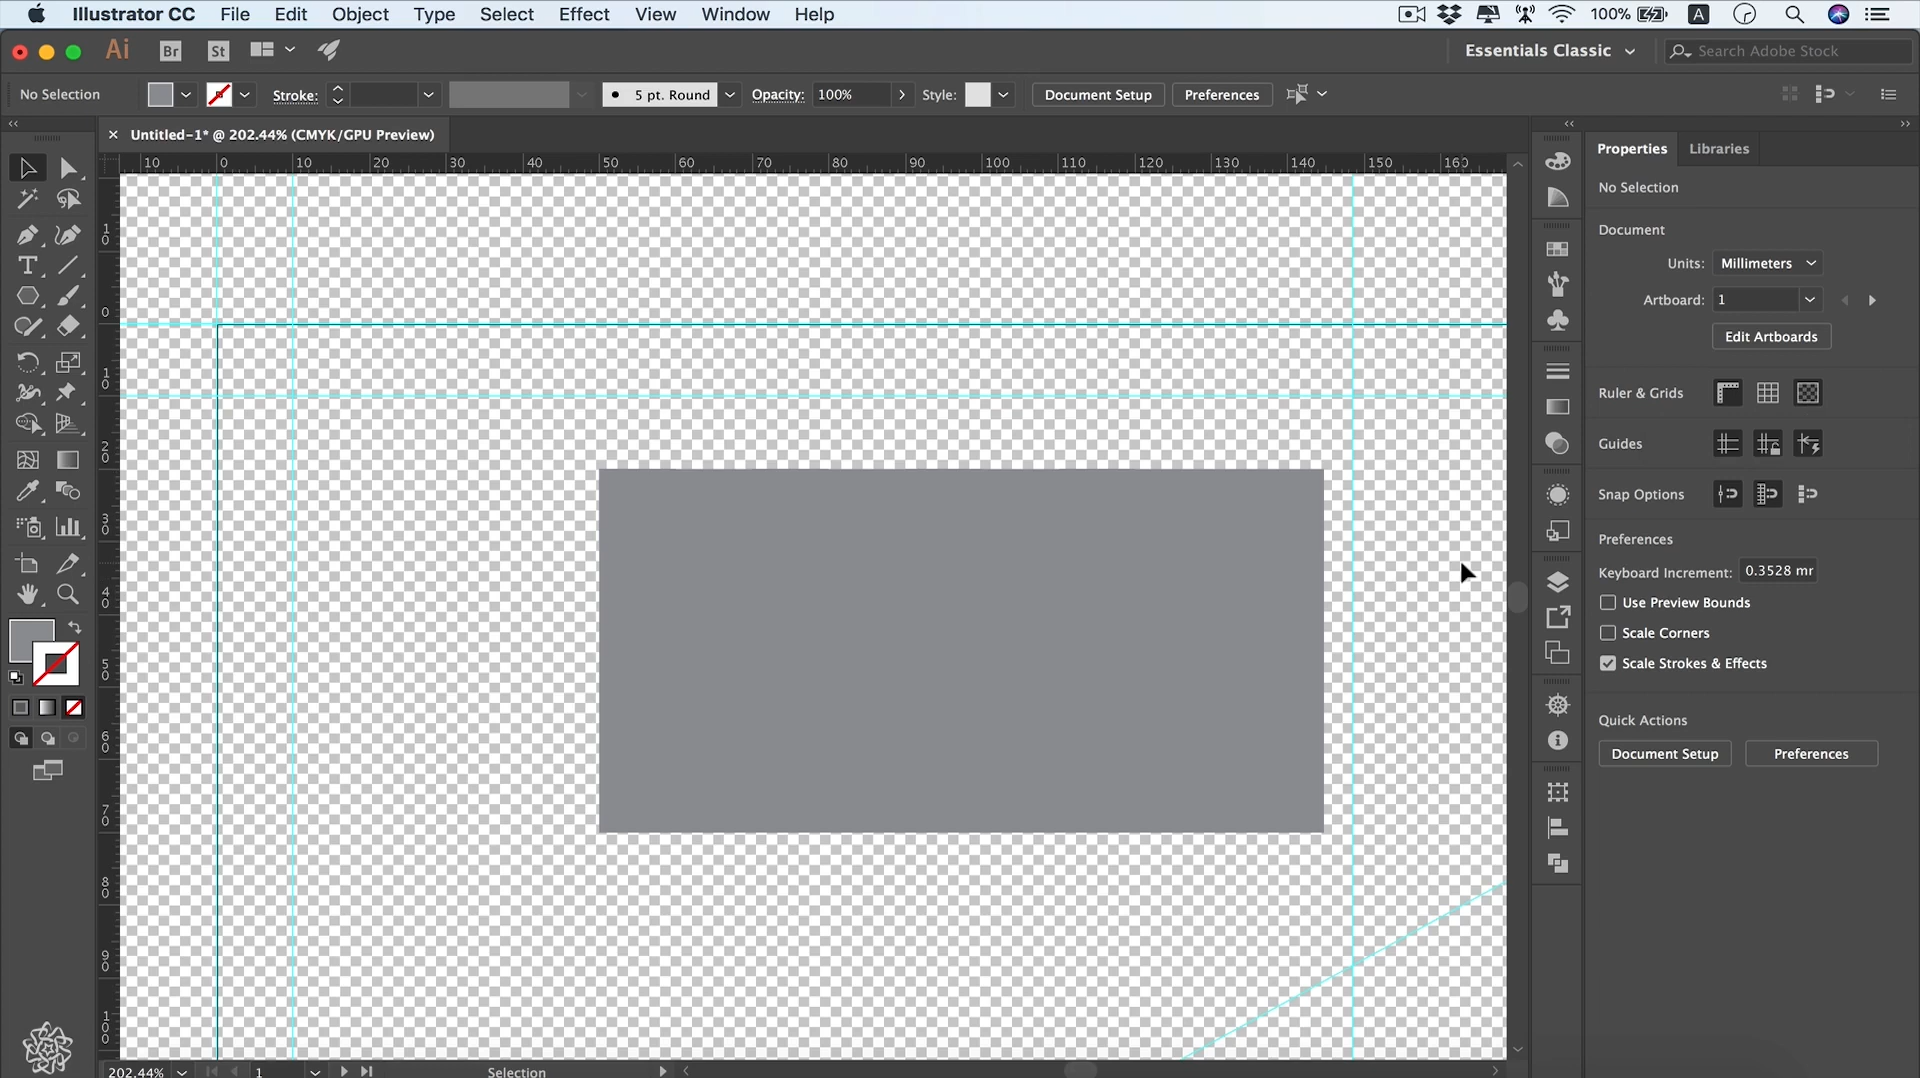 Illustrator CC File Edit Object Type Select Effect View Window Help 100% A
Ai Br St Essentials Classic Search Adobe Stock
No Selection Stroke: 5 pt. Round Opacity: 100% Style: Document Setup Preferences
Untitled-1* @ 202.44% (CMYK/GPU Preview)
Properties Libraries
10 0 10 20 30 40 50 60 70 80 90 100 110 120 130 140 150 160
10
0
10
20
30
40
50
60
70
80
90
100
No Selection
Document
Units: Millimeters
Artboard: 1
Edit Artboards
Ruler & Grids
Guides
Snap Options
Preferences
Keyboard Increment: 0.3528 mr
Use Preview Bounds
Scale Corners
Scale Strokes & Effects
Quick Actions
Document Setup Preferences
202.44% 1 Selection